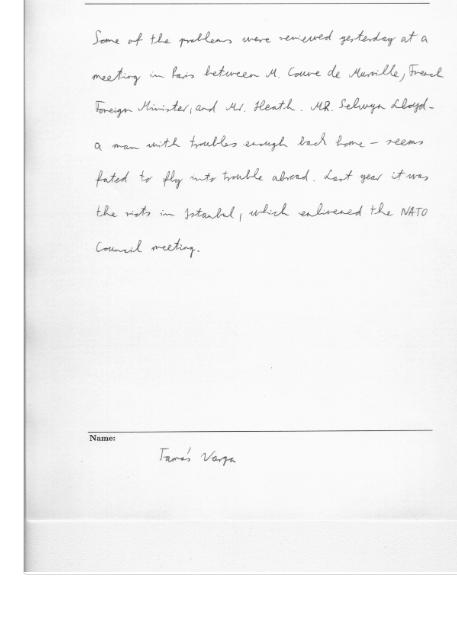 Some of the problems were reviewed yesterday at a
meeting in Paris between M. Couve de Murville, French
Foreign Minister, and Mr. Heath. MR. Selwyn Lloyd -
a man with troubles enough back home - seems
fated to fly into trouble abroad. Last year it was
the riots in Istanbul, which enlivened the NATO
Council meeting.
Name:
Tamás Varga